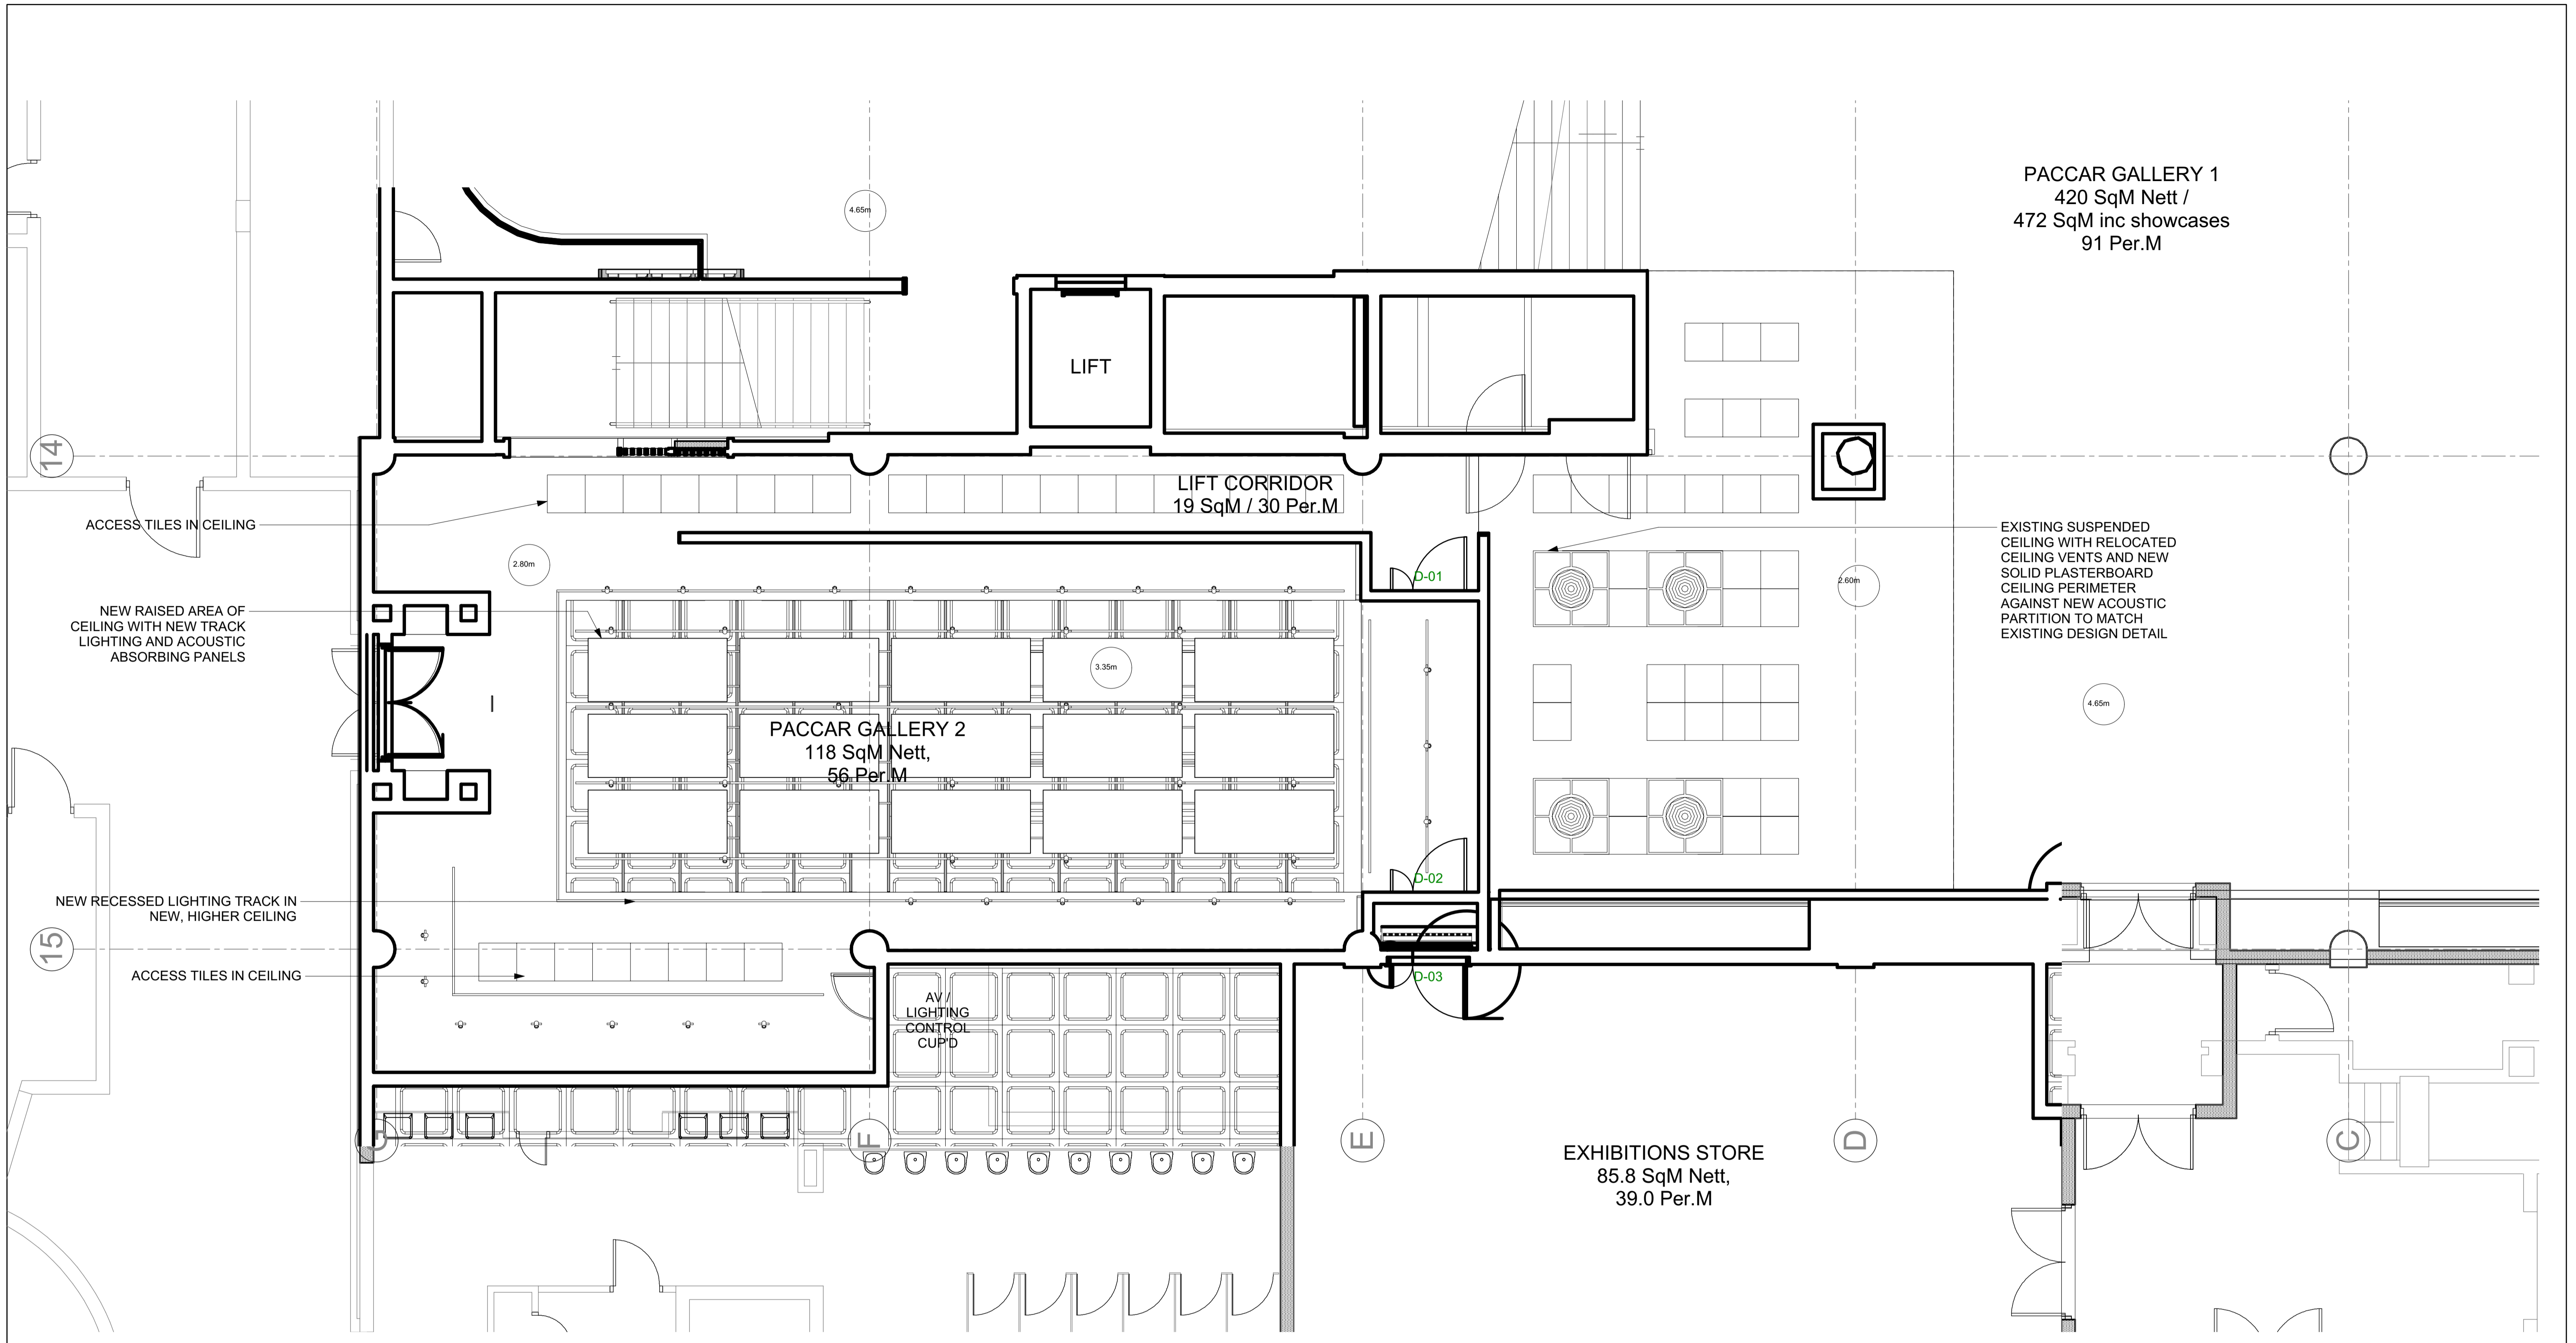 PACCAR GALLERY 1
420 SqM Nett /
472 SqM inc showcases
91 Per.M
4.65m
LIFT
14
LIFT CORRIDOR
19 SqM / 30 Per.M
ACCESS TILES IN CEILING
EXISTING SUSPENDED
CEILING WITH RELOCATED
CEILING VENTS AND NEW
SOLID PLASTERBOARD
CEILING PERIMETER
AGAINST NEW ACOUSTIC
PARTITION TO MATCH
EXISTING DESIGN DETAIL
2.80m
D-01
2.60m
NEW RAISED AREA OF
CEILING WITH NEW TRACK
LIGHTING AND ACOUSTIC
ABSORBING PANELS
3.35m
4.65m
PACCAR GALLERY 2
118 SqM Nett,
56 Per.M
D-02
NEW RECESSED LIGHTING TRACK IN
NEW, HIGHER CEILING
15
ACCESS TILES IN CEILING
D-03
AV /
LIGHTING
CONTROL
CUP'D
G
F
E
D
C
EXHIBITIONS STORE
85.8 SqM Nett,
39.0 Per.M